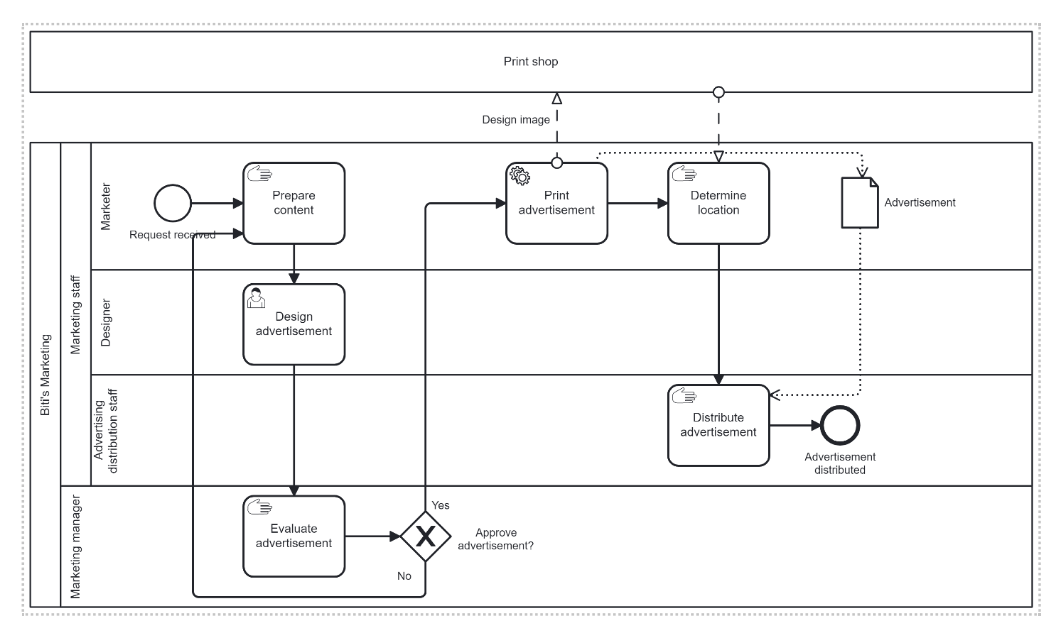 Print shop
Design image
Biti's Marketing
Marketing staff
Marketer
Request received
Prepare
content
Print
advertisement
Determine
location
Advertisement
Designer
Design
advertisement
Advertising
distribution staff
Distribute
advertisement
Advertisement
distributed
Marketing manager
Evaluate
advertisement
Yes
Approve
advertisement?
No